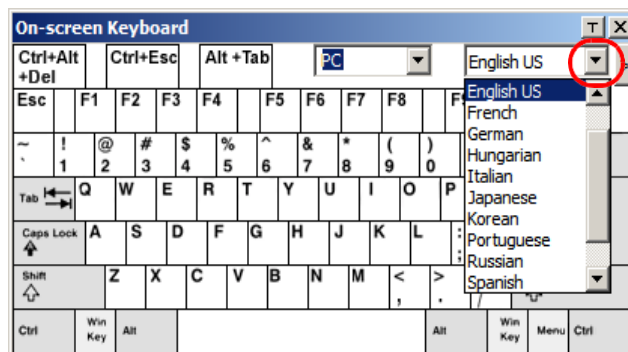 On-screen Keyboard
Ctrl+Alt +Del Ctrl+Esc Alt +Tab PC English US
English US
French
German
Hungarian
Italian
Japanese
Korean
Portuguese
Russian
Spanish
Esc F1 F2 F3 F4 F5 F6 F7 F8
~ ! @ # $ % ^ & * ( )
` 1 2 3 4 5 6 7 8 9 0
Tab Q W E R T Y U I O P
Caps Lock A S D F G H J K L : ;
Shift Z X C V B N M < , > . /
Ctrl Win Key Alt Alt Win Key Menu Ctrl